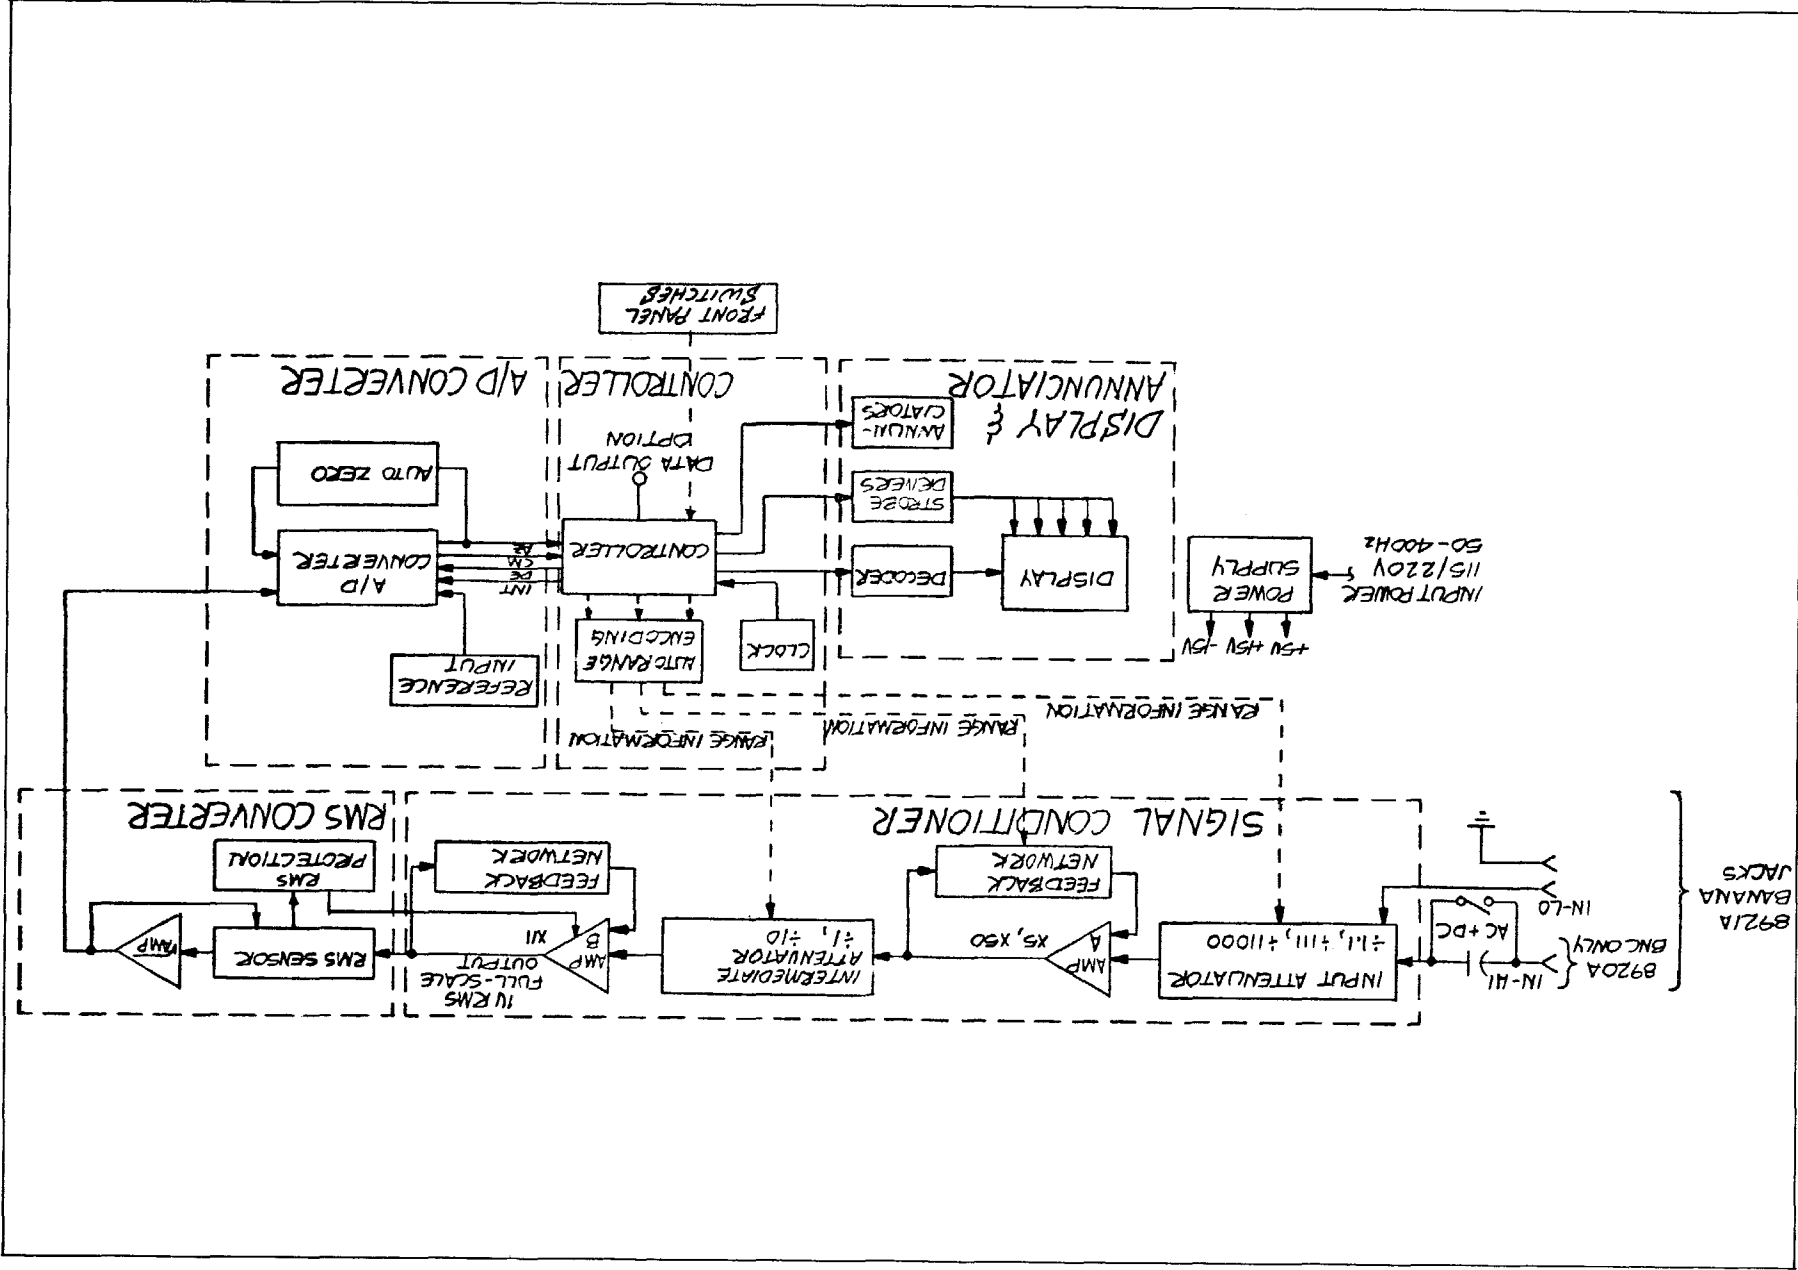 8920A
BNC ONLY
IN-HI
AC + DC
IN-LO
8921A
BANANA
JACKS
INPUT ATTENUATOR
÷1.1, ÷111, ÷11000
AMP
A
X5, X50
FEEDBACK
NETWORK
INTERMEDIATE
ATTENUATOR
÷1, ÷10
AMP
B
1V RMS
FULL-SCALE
OUTPUT
X11
FEEDBACK
NETWORK
SIGNAL CONDITIONER
RMS SENSOR
AMP
RMS
PROTECTION
RMS CONVERTER
RANGE INFORMATION
RANGE INFORMATION
RANGE INFORMATION
+5V +15V -15V
INPUT POWER
115/220V
50-400Hz
POWER
SUPPLY
DISPLAY
DECODER
STROBE
DRIVERS
ANNUN-
CIATORS
DISPLAY &
ANNUNCIATOR
CLOCK
AUTORANGE
ENCODING
CONTROLLER
DATA OUTPUT
OPTION
CONTROLLER
FRONT PANEL
SWITCHES
REFERENCE
INPUT
INT
DE
CM
AZ
A/D
CONVERTER
AUTO ZERO
A/D CONVERTER